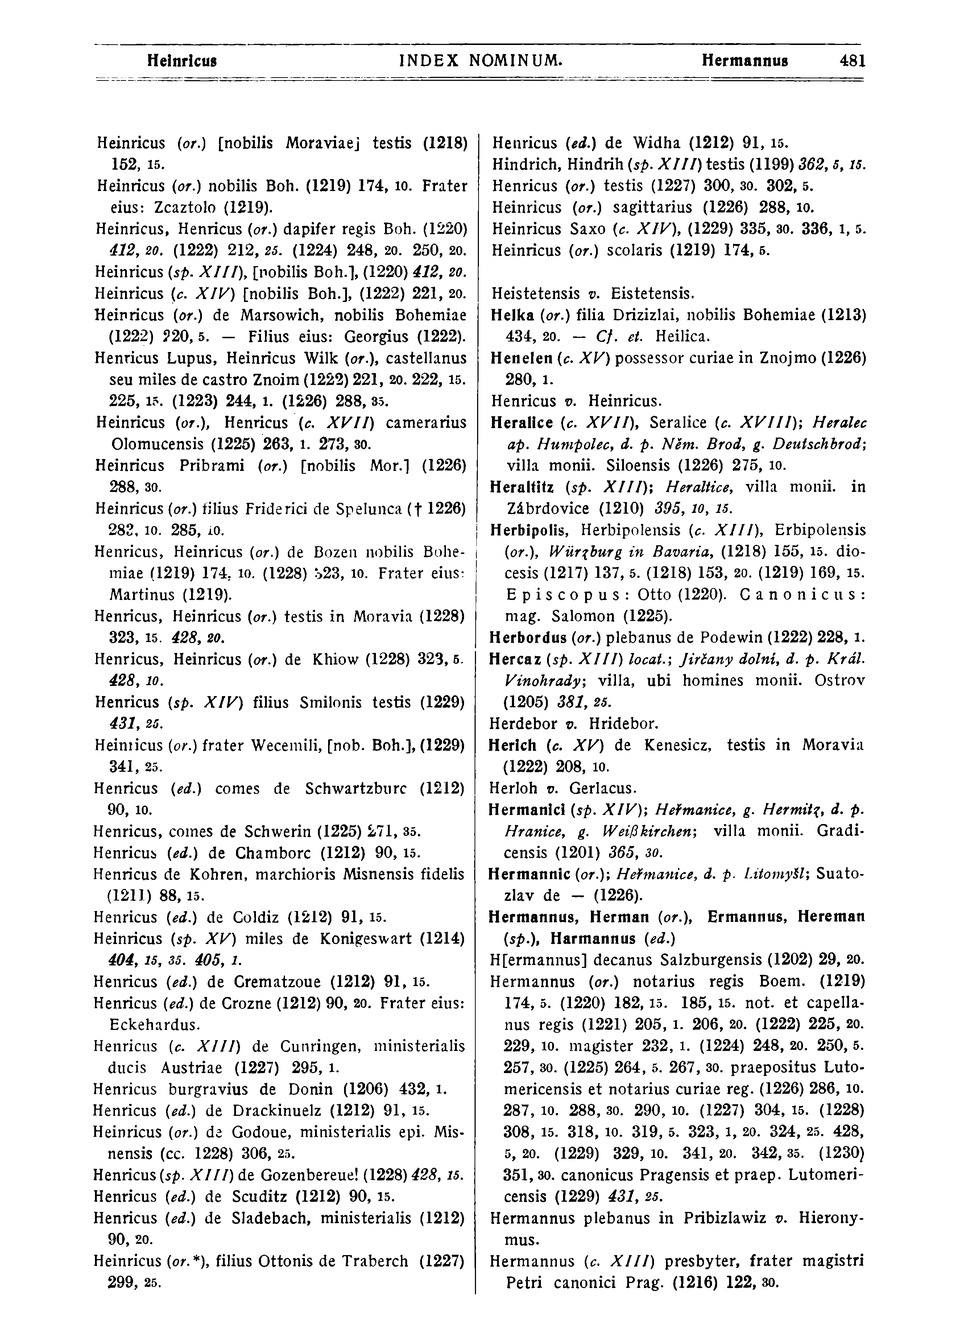 Heinricus INDEX NOMINUM. Hermannus 481
Heinricus (or.) [nobilis Moraviae] testis (1218)
152, 15.
Heinricus (or.) nobilis Boh. (1219) 174, 10. Frater
eius: Zcaztolo (1219).
Heinricus, Henricus (or.) dapifer regis Boh. (1220)
412, 20. (1222) 212, 25. (1224) 248, 20. 250, 20.
Heinricus (sp. XIII), [nobilis Boh.], (1220) 412, 20.
Heinricus (c. XIV) [nobilis Boh.], (1222) 221, 20.
Heinricus (or.) de Marsowich, nobilis Bohemiae
(1222) 220, 5. — Filius eius: Georgius (1222).
Henricus Lupus, Heinricus Wilk (or.), castellanus
seu miles de castro Znoim (1222) 221, 20. 222, 15.
225, 15. (1223) 244, 1. (1226) 288, 35.
Heinricus (or.), Henricus (c. XVII) camerarius
Olomucensis (1225) 263, 1. 273, 30.
Heinricus Pribrami (or.) [nobilis Mor.] (1226)
288, 30.
Heinricus (or.) filius Friderici de Spelunca († 1226)
282, 10. 285, 10.
Henricus, Heinricus (or.) de Bozen nobilis Bohe-
miae (1219) 174, 10. (1228) 323, 10. Frater eius:
Martinus (1219).
Henricus, Heinricus (or.) testis in Moravia (1228)
323, 15. 428, 20.
Henricus, Heinricus (or.) de Khiow (1228) 323, 5.
428, 10.
Henricus (sp. XIV) filius Smilonis testis (1229)
431, 25.
Heinricus (or.) frater Wecemili, [nob. Boh.], (1229)
341, 25.
Henricus (ed.) comes de Schwartzburc (1212)
90, 10.
Henricus, comes de Schwerin (1225) 271, 35.
Henricus (ed.) de Chamborc (1212) 90, 15.
Henricus de Kohren, marchioris Misnensis fidelis
(1211) 88, 15.
Henricus (ed.) de Coldiz (1212) 91, 15.
Heinricus (sp. XV) miles de Konigeswart (1214)
404, 15, 35. 405, 1.
Henricus (ed.) de Crematzoue (1212) 91, 15.
Henricus (ed.) de Crozne (1212) 90, 20. Frater eius:
Eckehardus.
Henricus (c. XIII) de Cunringen, ministerialis
ducis Austriae (1227) 295, 1.
Henricus burgravius de Donin (1206) 432, 1.
Henricus (ed.) de Drackinuelz (1212) 91, 15.
Heinricus (or.) de Godoue, ministerialis epi. Mis-
nensis (cc. 1228) 306, 25.
Henricus (sp. XIII) de Gozenbereue! (1228) 428, 15.
Henricus (ed.) de Scuditz (1212) 90, 15.
Henricus (ed.) de Sladebach, ministerialis (1212)
90, 20.
Heinricus (or.*), filius Ottonis de Traberch (1227)
299, 25.
Henricus (ed.) de Widha (1212) 91, 15.
Hindrich, Hindrih (sp. XIII) testis (1199) 362, 5, 15.
Henricus (or.) testis (1227) 300, 30. 302, 5.
Heinricus (or.) sagittarius (1226) 288, 10.
Heinricus Saxo (c. XIV), (1229) 335, 30. 336, 1, 5.
Heinricus (or.) scolaris (1219) 174, 5.
Heistetensis v. Eistetensis.
Helka (or.) filia Drizizlai, nobilis Bohemiae (1213)
434, 20. — Cf. et. Heilica.
Henelen (c. XV) possessor curiae in Znojmo (1226)
280, 1.
Henricus v. Heinricus.
Heralice (c. XVII), Seralice (c. XVIII); Heralec
ap. Humpolec, d. p. Něm. Brod, g. Deutschbrod;
villa monii. Siloensis (1226) 275, 10.
Heraltitz (sp. XIII); Heraltice, villa monii. in
Zábrdovice (1210) 395, 10, 15.
Herbipolis, Herbipolensis (c. XIII), Erbipolensis
(or.), Würzburg in Bavaria, (1218) 155, 15. dio-
cesis (1217) 137, 5. (1218) 153, 20. (1219) 169, 15.
Episcopus: Otto (1220). Canonicus:
mag. Salomon (1225).
Herbordus (or.) plebanus de Podewin (1222) 228, 1.
Hercaz (sp. XIII) locat.; Jirčany dolní, d. p. Král.
Vinohrady; villa, ubi homines monii. Ostrov
(1205) 381, 25.
Herdebor v. Hridebor.
Herich (c. XV) de Kenesicz, testis in Moravia
(1222) 208, 10.
Herloh v. Gerlacus.
Hermanici (sp. XIV); Heřmanice, g. Hermitz, d. p.
Hranice, g. Weißkirchen; villa monii. Gradi-
censis (1201) 365, 30.
Hermannic (or.); Heřmanice, d. p. Litomyšl; Suato-
zlav de — (1226).
Hermannus, Herman (or.), Ermannus, Hereman
(sp.), Harmannus (ed.)
H[ermannus] decanus Salzburgensis (1202) 29, 20.
Hermannus (or.) notarius regis Boem. (1219)
174, 5. (1220) 182, 15. 185, 15. not. et capella-
nus regis (1221) 205, 1. 206, 20. (1222) 225, 20.
229, 10. magister 232, 1. (1224) 248, 20. 250, 5.
257, 30. (1225) 264, 5. 267, 30. praepositus Luto-
mericensis et notarius curiae reg. (1226) 286, 10.
287, 10. 288, 30. 290, 10. (1227) 304, 15. (1228)
308, 15. 318, 10. 319, 5. 323, 1, 20. 324, 25. 428,
5, 20. (1229) 329, 10. 341, 20. 342, 35. (1230)
351, 30. canonicus Pragensis et praep. Lutomeri-
censis (1229) 431, 25.
Hermannus plebanus in Pribizlawiz v. Hierony-
mus.
Hermannus (c. XIII) presbyter, frater magistri
Petri canonici Prag. (1216) 122, 30.